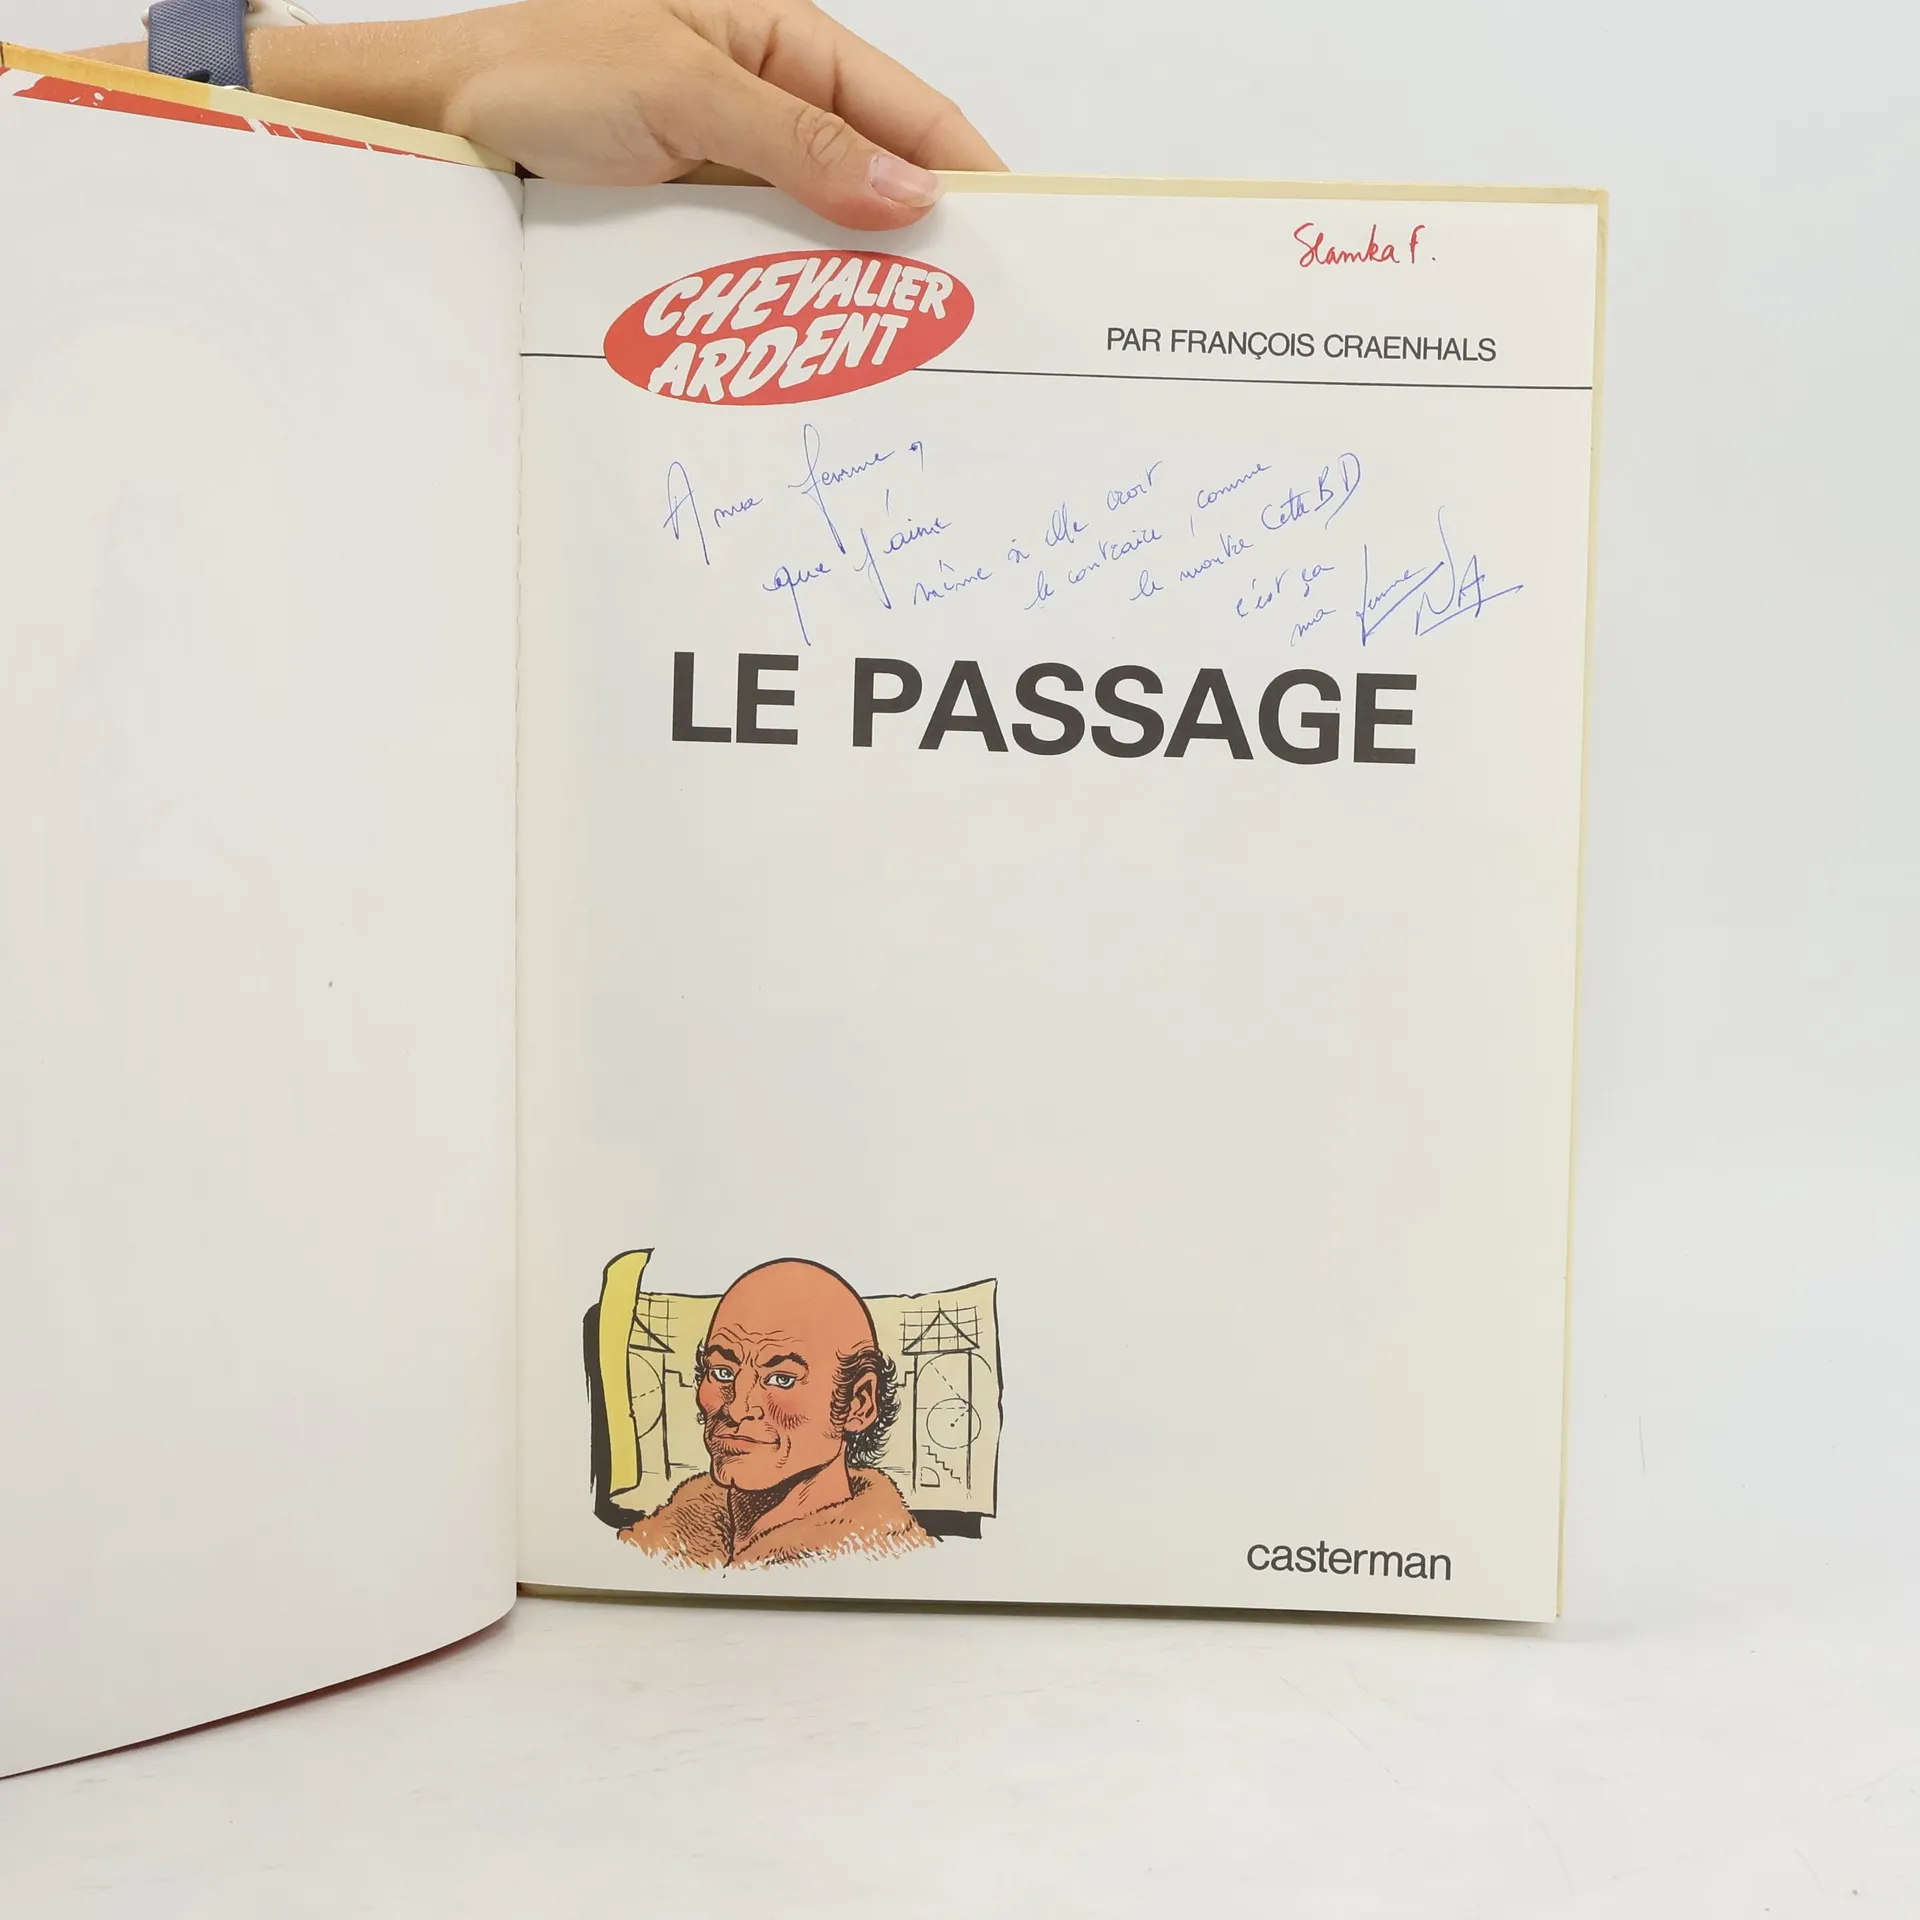 Slamka F.
CHEVALIER
ARDENT
PAR FRANÇOIS CRAENHALS
A ma femme,
que j'aime
même si elle croit
le contraire, comme
le montre cette BD
c'est ça
ma femme NA
LE PASSAGE
casterman